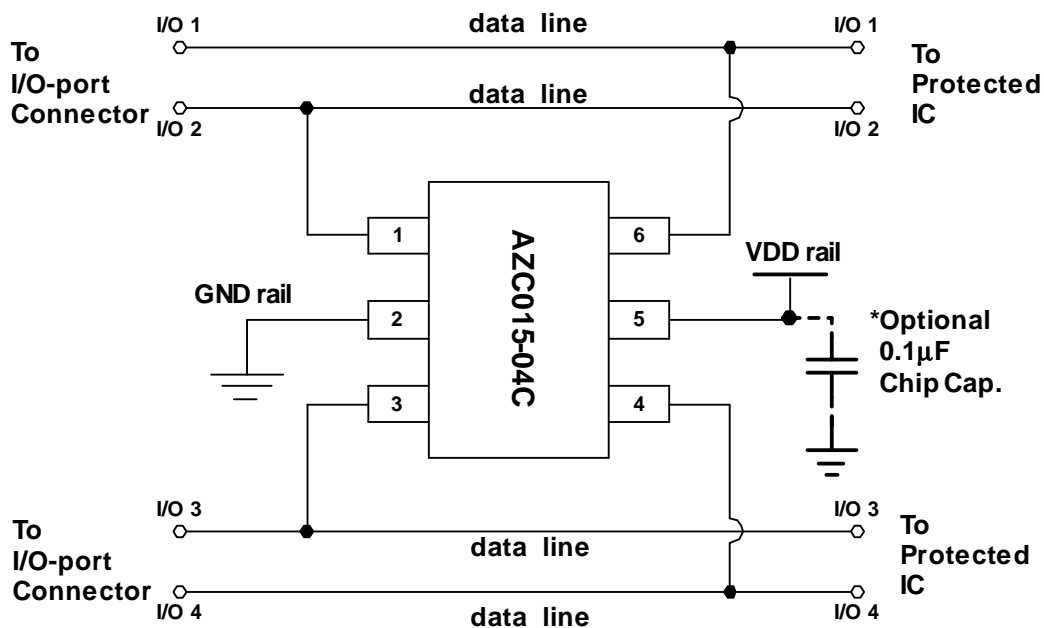 I/O 1
data line
I/O 1
To
I/O-port
Connector
To
Protected
IC
data line
I/O 2
I/O 2
1
6
AZC015-04C
VDD rail
GND rail
2
5
*Optional
0.1μF
Chip Cap.
3
4
I/O 3
I/O 3
To
I/O-port
Connector
data line
To
Protected
IC
I/O 4
data line
I/O 4